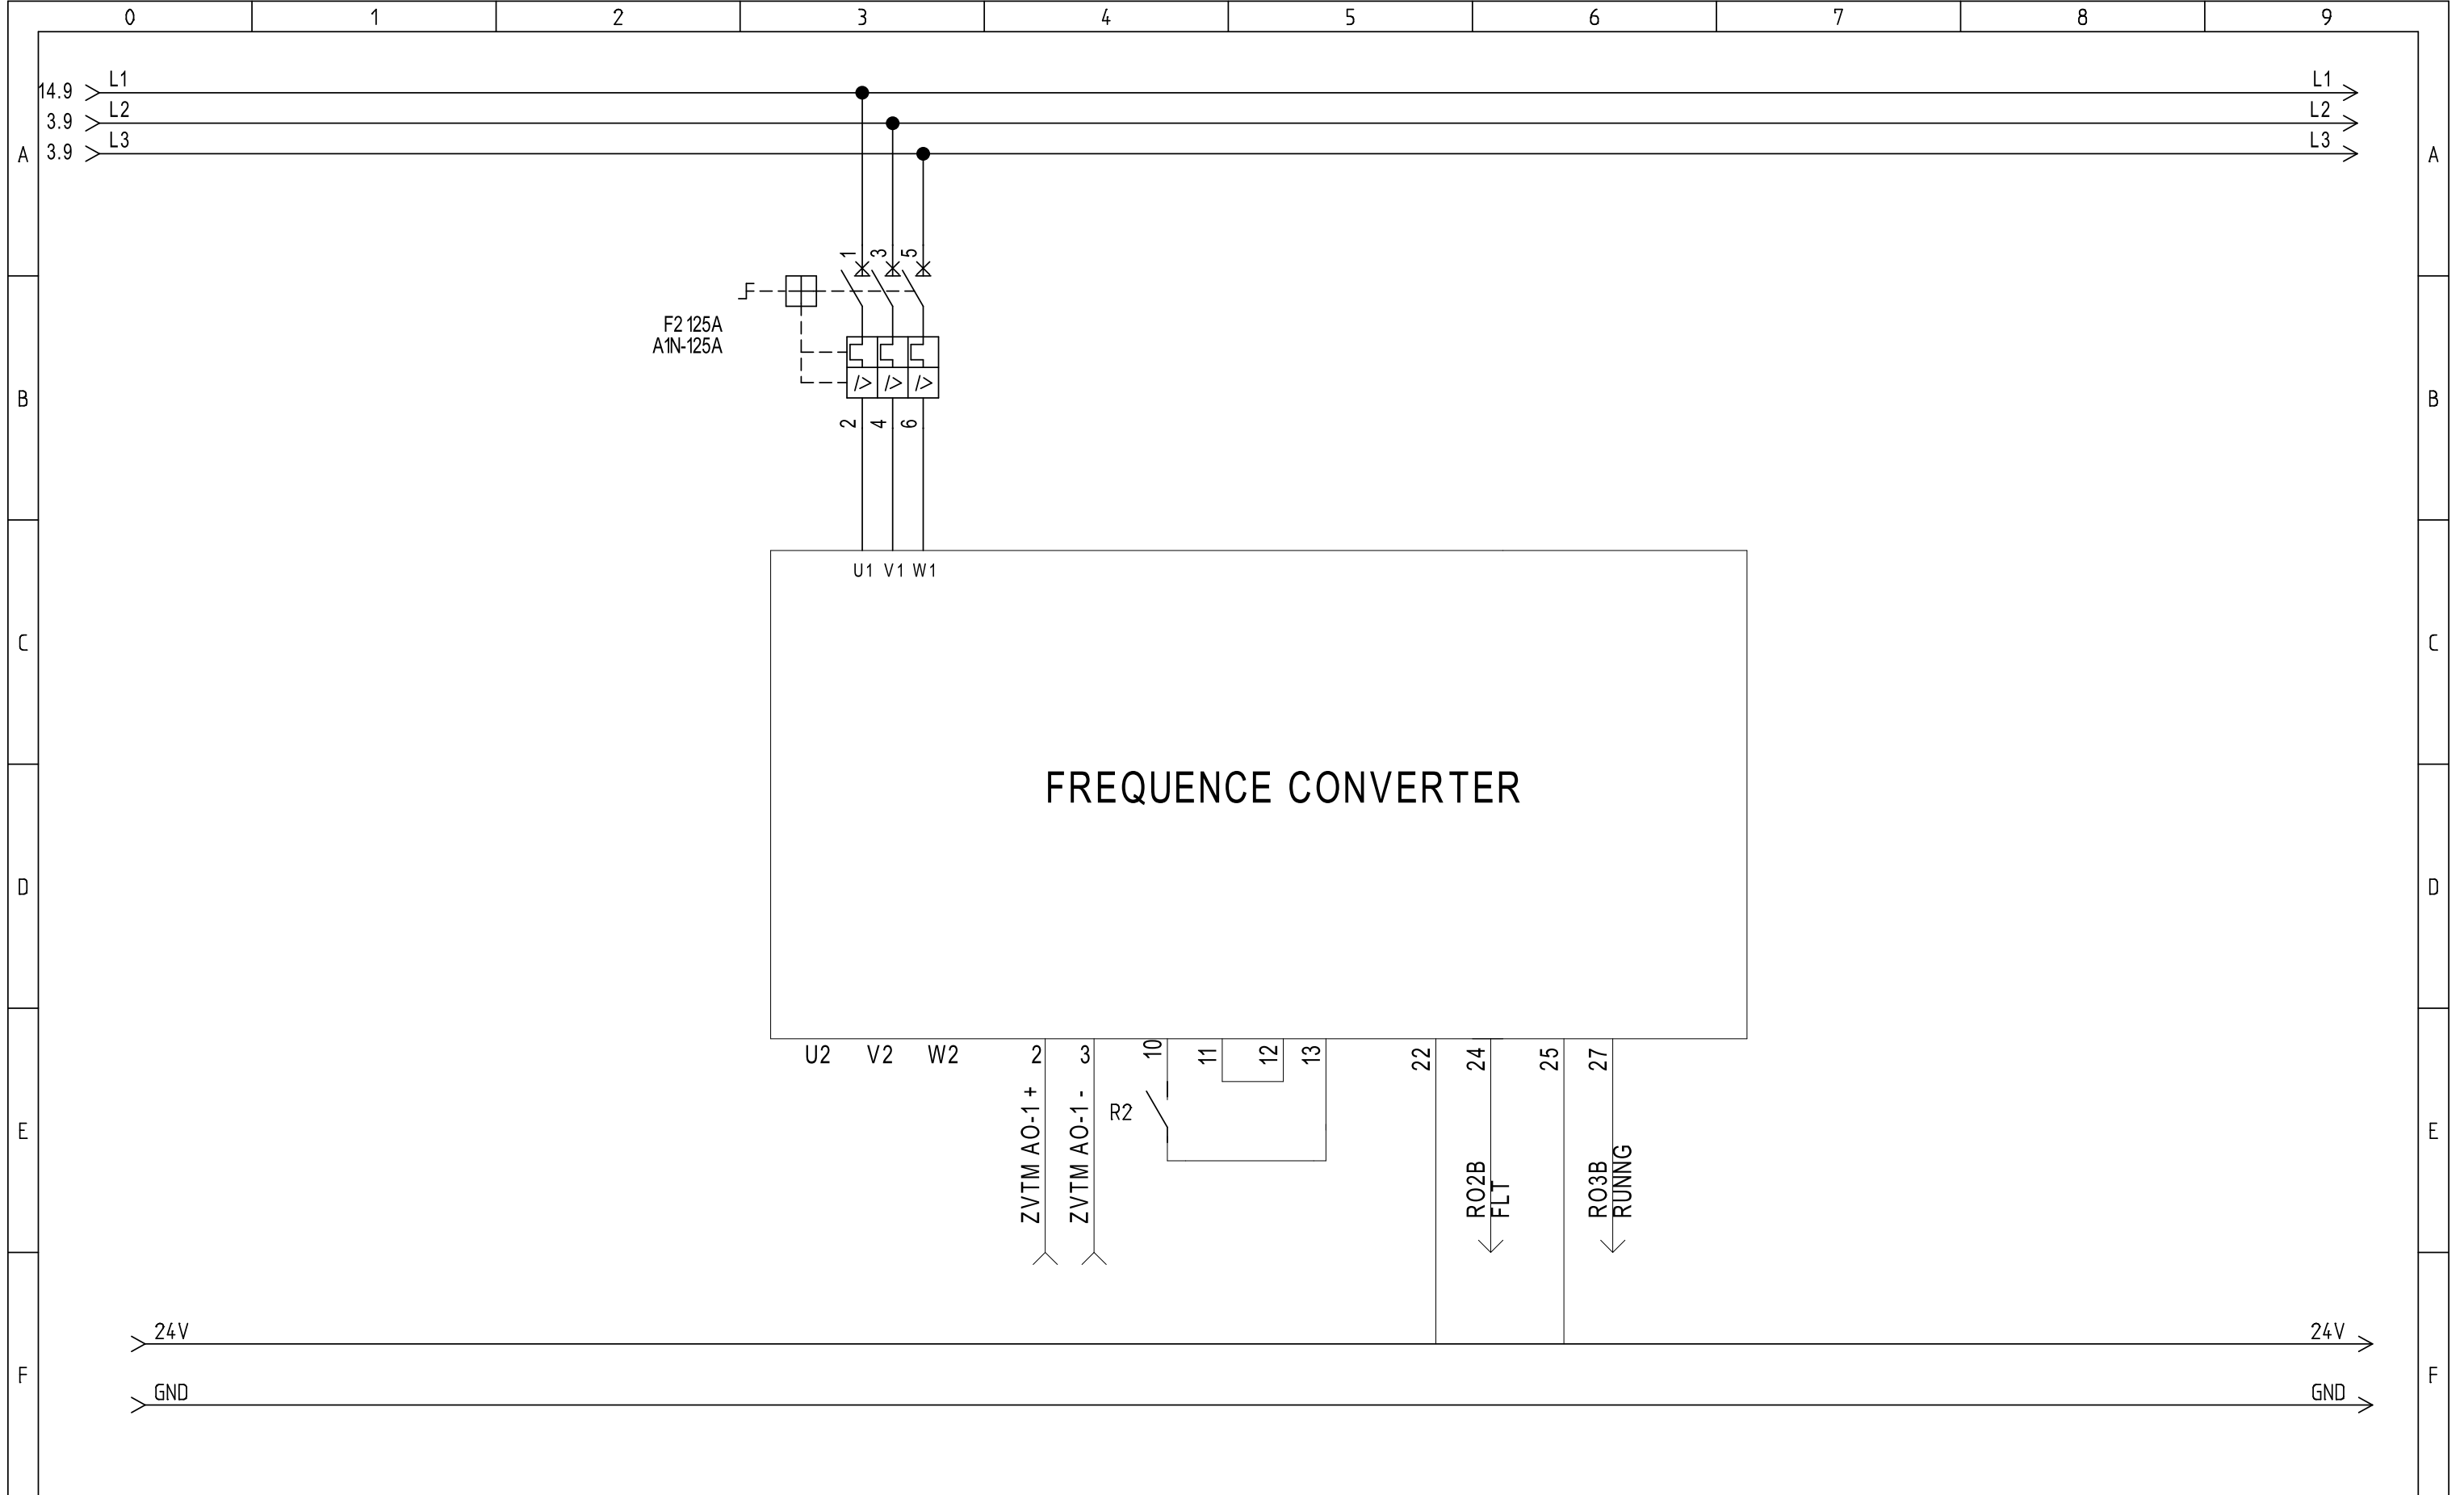 0 1 2 3 4 5 6 7 8 9
14.9 L1 L1
3.9 L2 L2
3.9 L3 L3
A A
1 3 5
F2 125A
A1N-125A
I> I> I>
B B
2 4 6
U1 V1 W1
C C
FREQUENCE CONVERTER
D D
U2 V2 W2 2 3 10 11 12 13 22 24 25 27
R2
E E
ZVTM AO-1 +
ZVTM AO-1 -
RO2B
FLT
RO3B
RUNNG
24V 24V
F F
GND GND